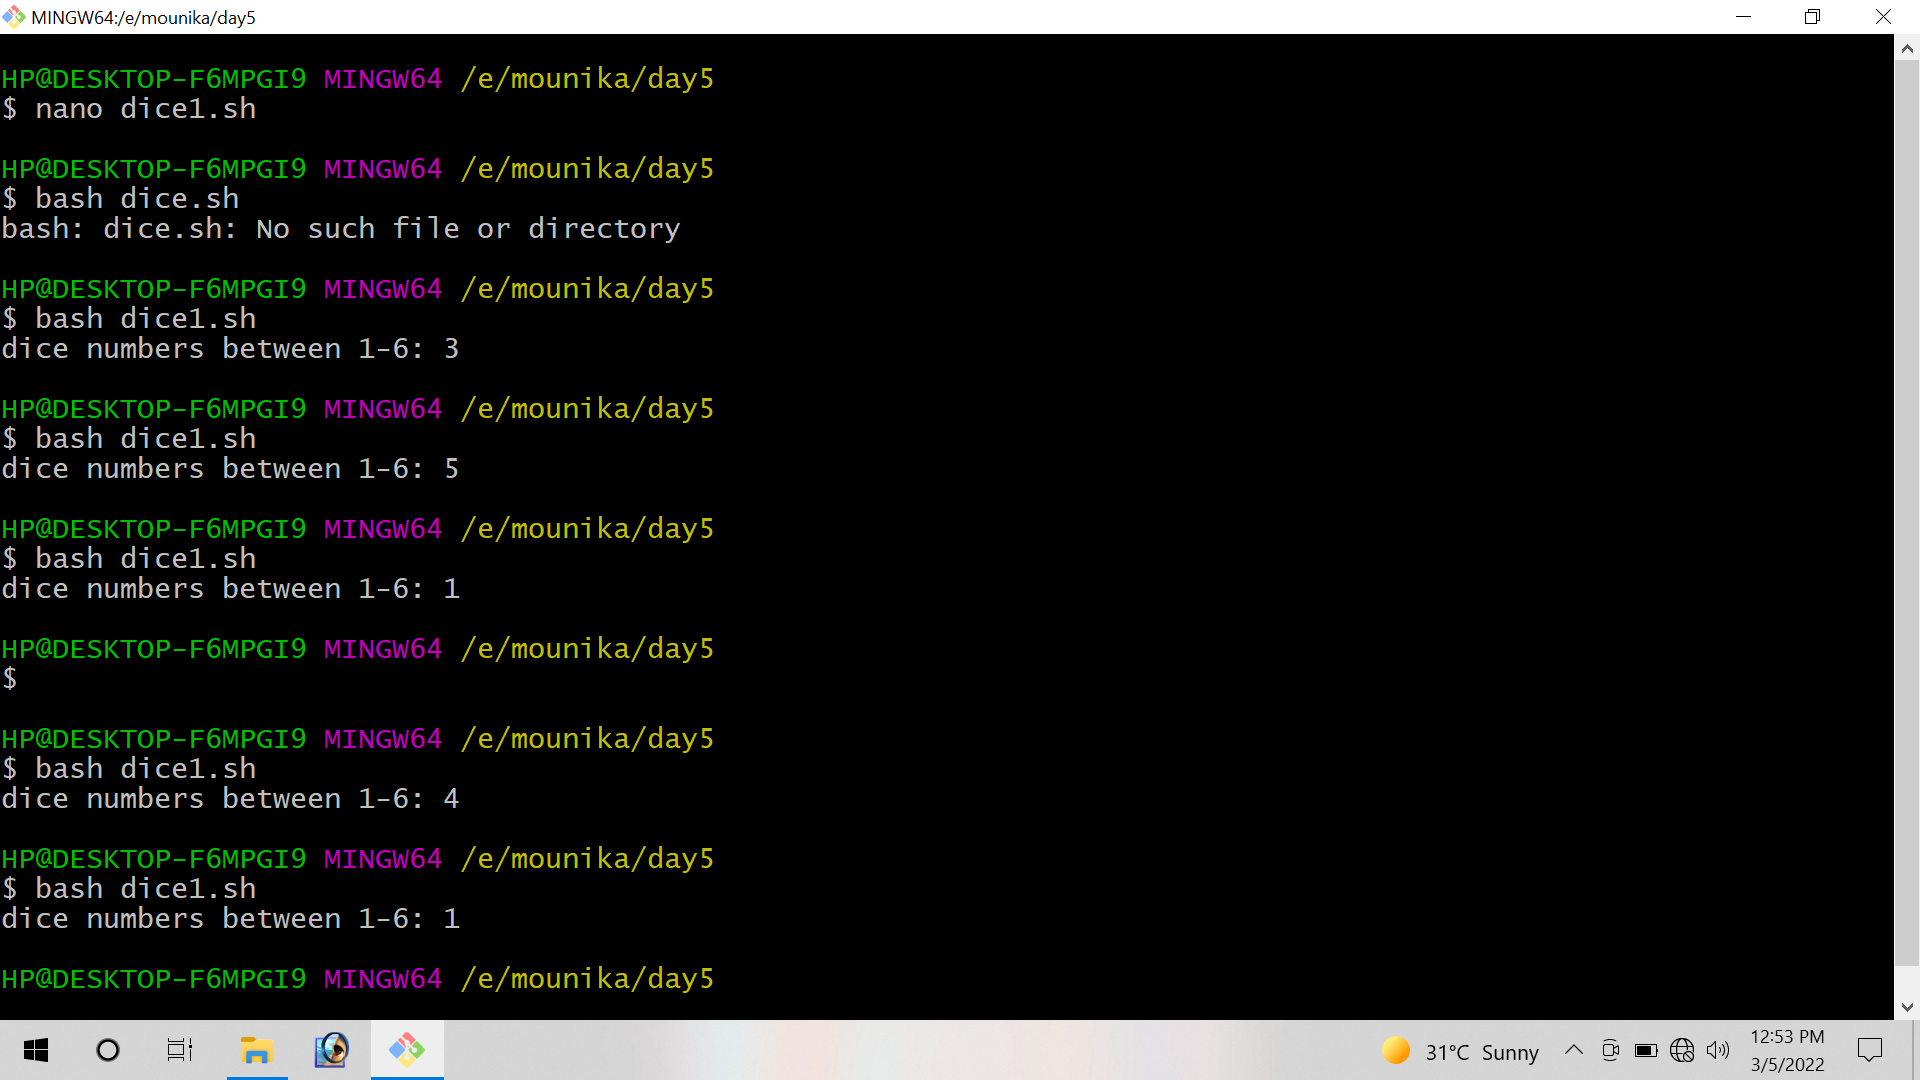 MINGW64:/e/mounika/day5
HP@DESKTOP-F6MPGI9 MINGW64 /e/mounika/day5
$ nano dice1.sh
HP@DESKTOP-F6MPGI9 MINGW64 /e/mounika/day5
$ bash dice.sh
bash: dice.sh: No such file or directory
HP@DESKTOP-F6MPGI9 MINGW64 /e/mounika/day5
$ bash dice1.sh
dice numbers between 1-6: 3
HP@DESKTOP-F6MPGI9 MINGW64 /e/mounika/day5
$ bash dice1.sh
dice numbers between 1-6: 5
HP@DESKTOP-F6MPGI9 MINGW64 /e/mounika/day5
$ bash dice1.sh
dice numbers between 1-6: 1
HP@DESKTOP-F6MPGI9 MINGW64 /e/mounika/day5
$
HP@DESKTOP-F6MPGI9 MINGW64 /e/mounika/day5
$ bash dice1.sh
dice numbers between 1-6: 4
HP@DESKTOP-F6MPGI9 MINGW64 /e/mounika/day5
$ bash dice1.sh
dice numbers between 1-6: 1
HP@DESKTOP-F6MPGI9 MINGW64 /e/mounika/day5
31°C Sunny
12:53 PM
3/5/2022